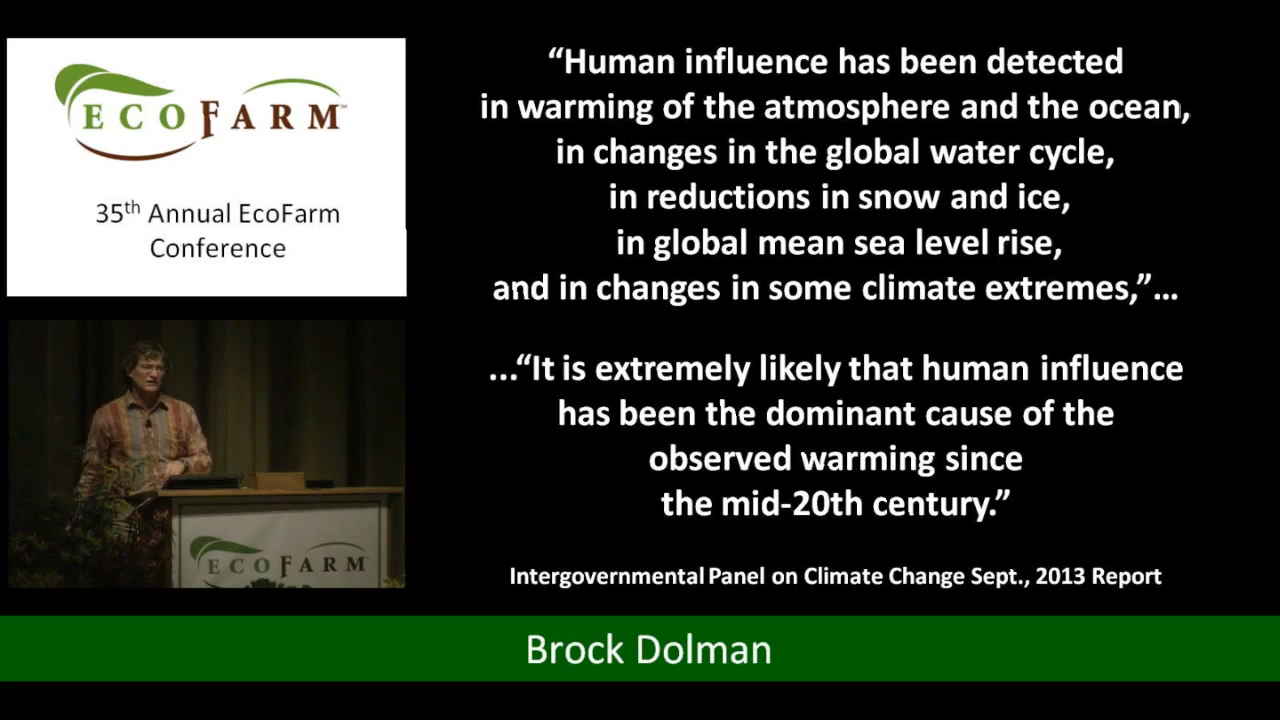 ECOFARM
35th Annual EcoFarm
Conference
“Human influence has been detected
in warming of the atmosphere and the ocean,
in changes in the global water cycle,
in reductions in snow and ice,
in global mean sea level rise,
and in changes in some climate extremes,”…
...“It is extremely likely that human influence
has been the dominant cause of the
observed warming since
the mid-20th century.”
Intergovernmental Panel on Climate Change Sept., 2013 Report
ECOFARM
Brock Dolman